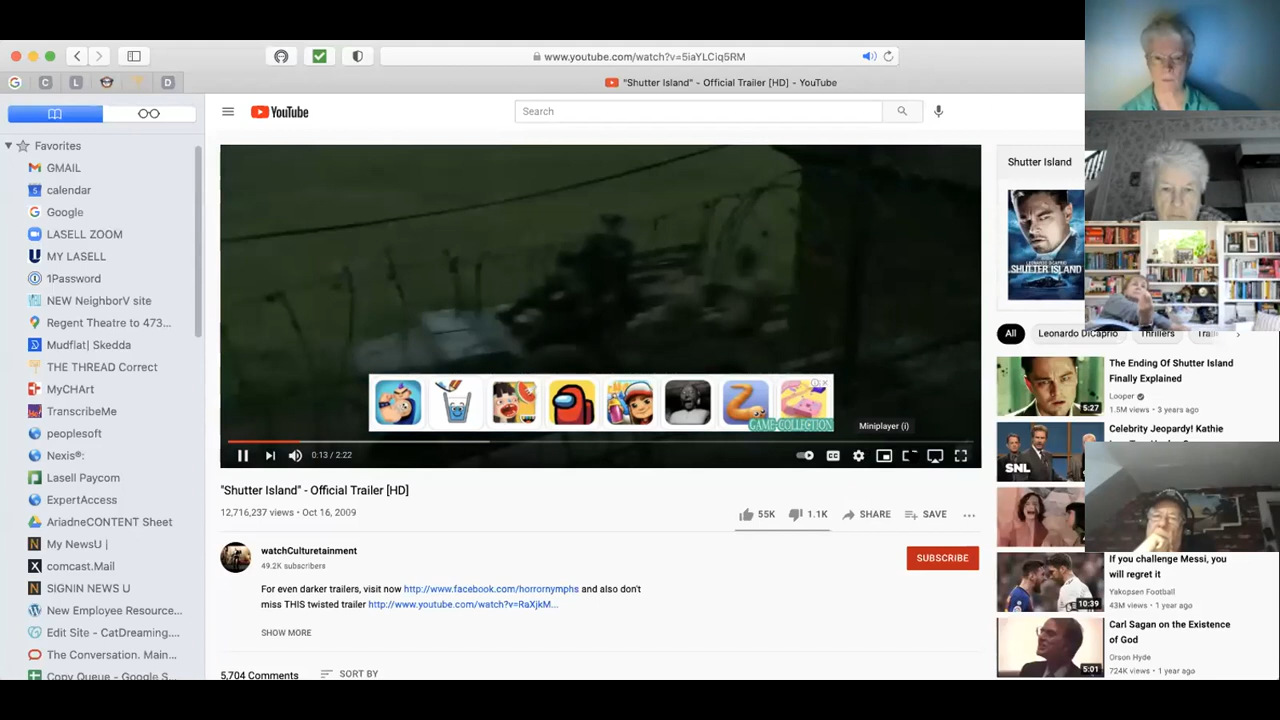 www.youtube.com/watch?v=5iaYLCiq5RM
"Shutter Island" - Official Trailer [HD] - YouTube
Favorites
GMAIL
calendar
Google
LASELL ZOOM
MY LASELL
1Password
NEW NeighborV site
Regent Theatre to 473...
Mudflat| Skedda
THE THREAD Correct
MyCHArt
TranscribeMe
peoplesoft
Nexis®:
Lasell Paycom
ExpertAccess
AriadneCONTENT Sheet
My NewsU |
comcast.Mail
SIGNIN NEWS U
New Employee Resource...
Edit Site - CatDreaming....
The Conversation. Main...
Copy Queue - Google S...
YouTube
Search
GAME COLLECTION
Miniplayer (i)
0:13 / 2:22
"Shutter Island" - Official Trailer [HD]
12,716,237 views • Oct 16, 2009
55K 1.1K SHARE SAVE ...
watchCulturetainment
49.2K subscribers
SUBSCRIBE
For even darker trailers, visit now http://www.facebook.com/horrornymphs and also don't
miss THIS twisted trailer http://www.youtube.com/watch?v=RaXjkM...
SHOW MORE
5,704 Comments SORT BY
Shutter Island
LEONARDO DiCAPRIO
SHUTTER ISLAND
All Leonardo DiCaprio Thrillers
The Ending Of Shutter Island
Finally Explained
Looper
1.5M views • 3 years ago
5:27
Celebrity Jeopardy! Kathie
SNL
If you challenge Messi, you
will regret it
Yakopsen Football
43M views • 1 year ago
10:39
Carl Sagan on the Existence
of God
Orson Hyde
724K views • 1 year ago
5:01